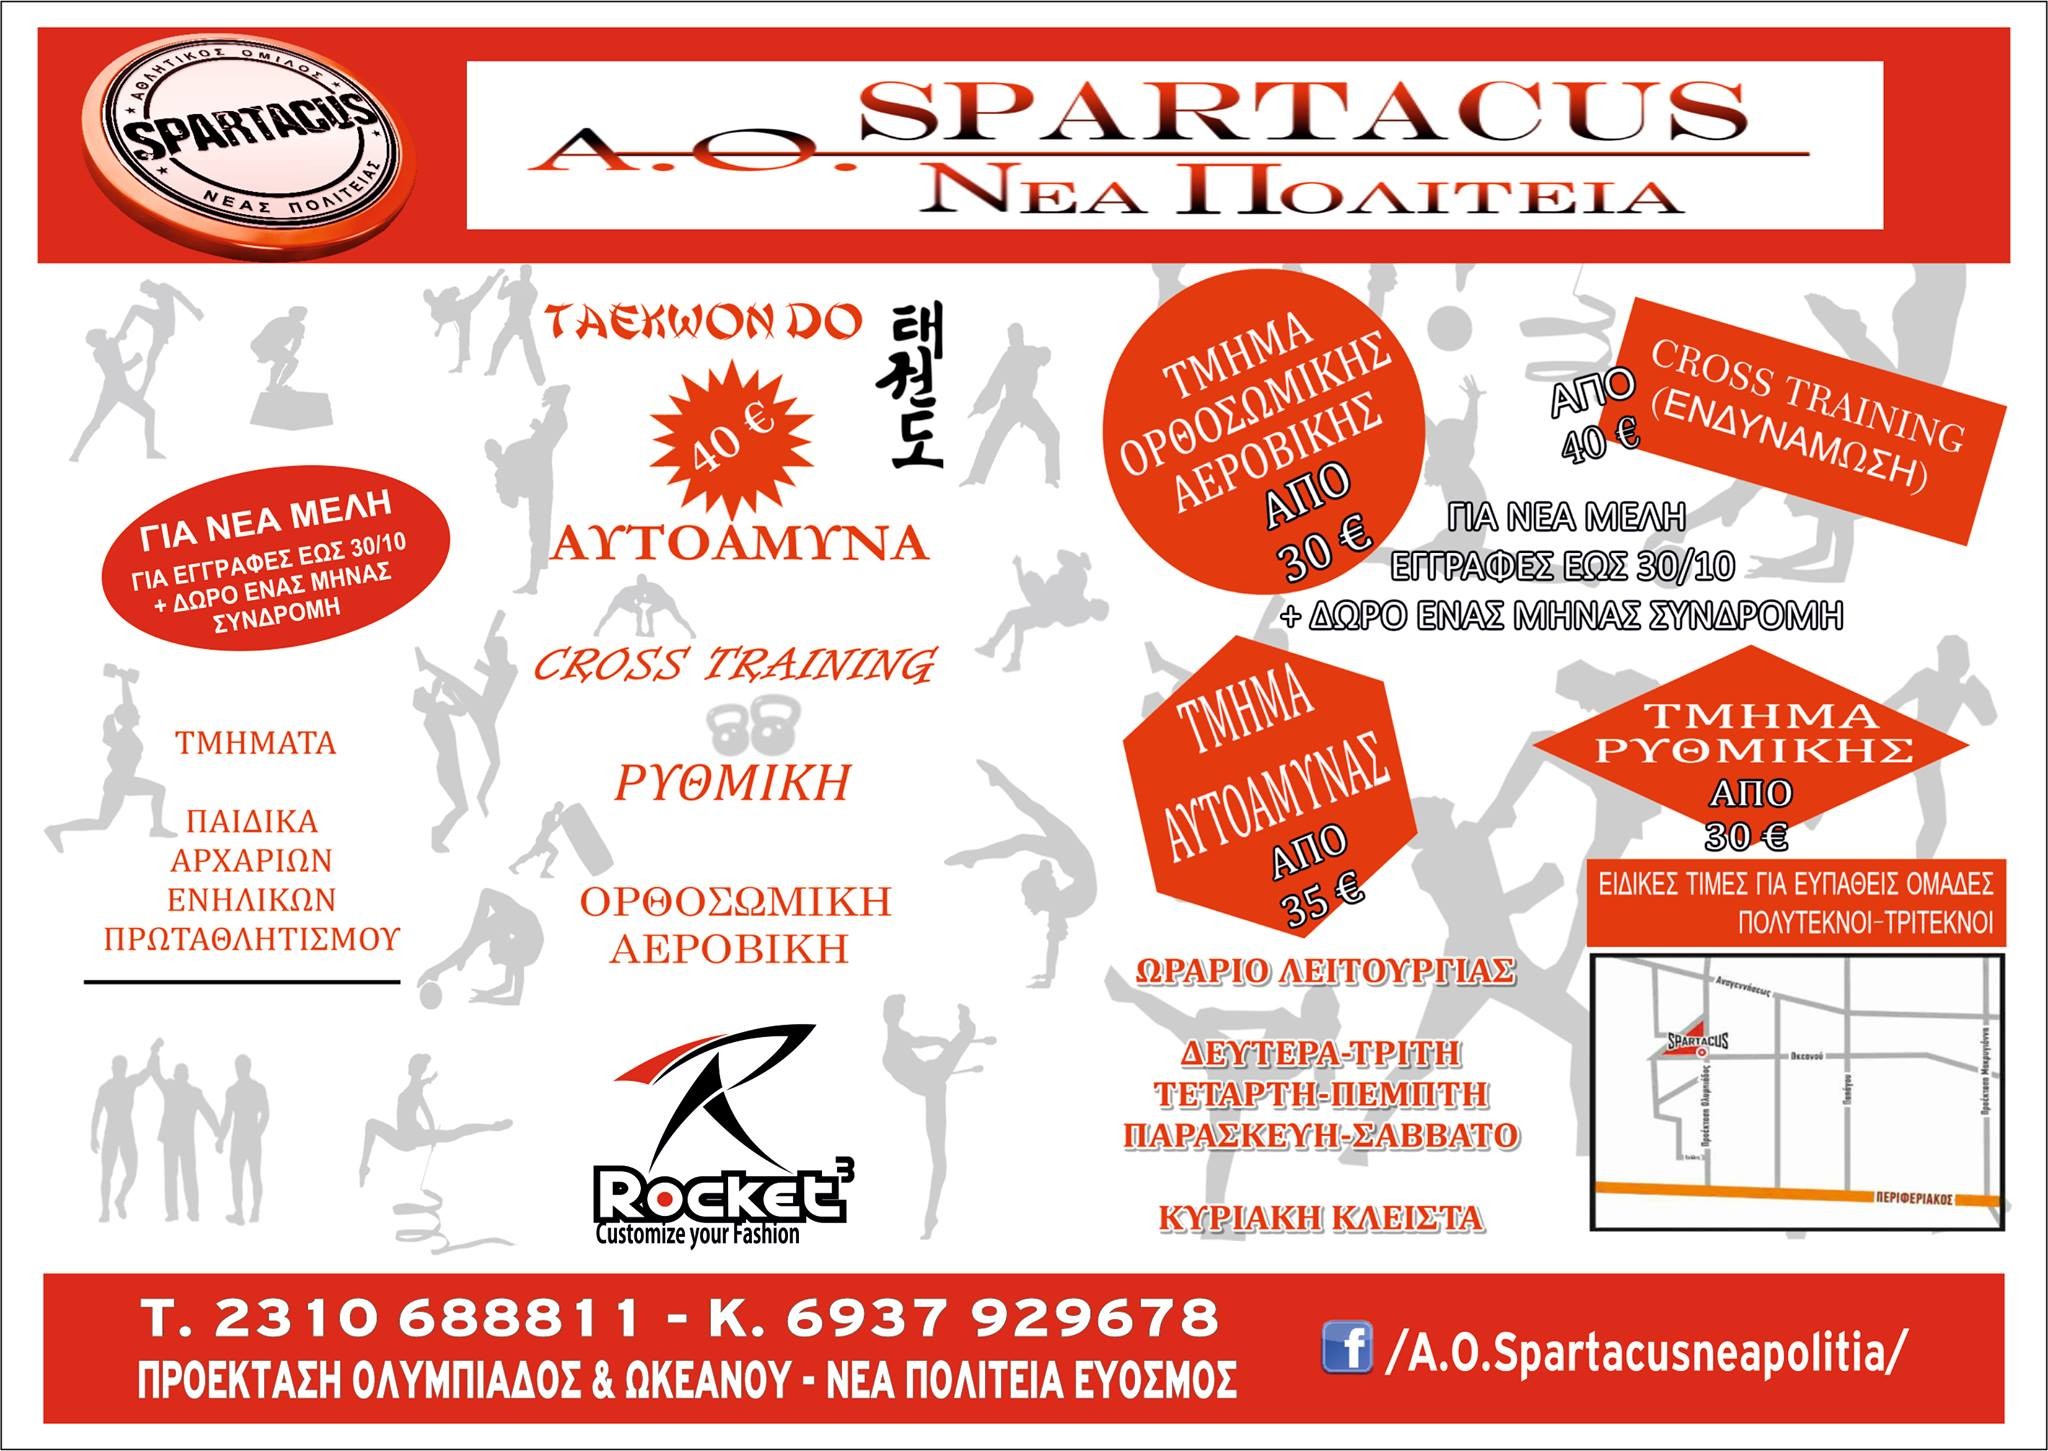 ΑΘΛΗΤΙΚΟΣ ΟΜΙΛΟΣ
SPARTACUS
ΝΕΑΣ ΠΟΛΙΤΕΙΑΣ
Α.Ο. SPARTACUS
ΝΕΑ ΠΟΛΙΤΕΙΑ
TAEKWON DO
태권도
40 €
ΑΥΤΟΑΜΥΝΑ
ΓΙΑ ΝΕΑ ΜΕΛΗ
ΓΙΑ ΕΓΓΡΑΦΕΣ ΕΩΣ 30/10
+ ΔΩΡΟ ΕΝΑΣ ΜΗΝΑΣ
ΣΥΝΔΡΟΜΗ
CROSS TRAINING
ΡΥΘΜΙΚΗ
ΟΡΘΟΣΩΜΙΚΗ
ΑΕΡΟΒΙΚΗ
ΤΜΗΜΑΤΑ
ΠΑΙΔΙΚΑ
ΑΡΧΑΡΙΩΝ
ΕΝΗΛΙΚΩΝ
ΠΡΩΤΑΘΛΗΤΙΣΜΟΥ
Rocket3
Customize your Fashion
ΤΜΗΜΑ
ΟΡΘΟΣΩΜΙΚΗΣ
ΑΕΡΟΒΙΚΗΣ
ΑΠΟ
30 €
CROSS TRAINING
(ΕΝΔΥΝΑΜΩΣΗ)
ΑΠΟ
40 €
ΓΙΑ ΝΕΑ ΜΕΛΗ
ΕΓΓΡΑΦΕΣ ΕΩΣ 30/10
+ ΔΩΡΟ ΕΝΑΣ ΜΗΝΑΣ ΣΥΝΔΡΟΜΗ
ΤΜΗΜΑ
ΑΥΤΟΑΜΥΝΑΣ
ΑΠΟ
35 €
ΤΜΗΜΑ
ΡΥΘΜΙΚΗΣ
ΑΠΟ
30 €
ΕΙΔΙΚΕΣ ΤΙΜΕΣ ΓΙΑ ΕΥΠΑΘΕΙΣ ΟΜΑΔΕΣ
ΠΟΛΥΤΕΚΝΟΙ-ΤΡΙΤΕΚΝΟΙ
ΩΡΑΡΙΟ ΛΕΙΤΟΥΡΓΙΑΣ
ΔΕΥΤΕΡΑ-ΤΡΙΤΗ
ΤΕΤΑΡΤΗ-ΠΕΜΠΤΗ
ΠΑΡΑΣΚΕΥΗ-ΣΑΒΒΑΤΟ
ΚΥΡΙΑΚΗ ΚΛΕΙΣΤΑ
Αναγεννήσεως
SPARTACUS
Ωκεανού
Προέκταση Ολυμπιάδος
Παπάγου
Προέκταση Μακρυγιάννη
ΠΕΡΙΦΕΡΙΑΚΟΣ
Τ. 2310 688811 - Κ. 6937 929678
ΠΡΟΕΚΤΑΣΗ ΟΛΥΜΠΙΑΔΟΣ & ΩΚΕΑΝΟΥ - ΝΕΑ ΠΟΛΙΤΕΙΑ ΕΥΟΣΜΟΣ
f /A.O.Spartacusneapolitia/